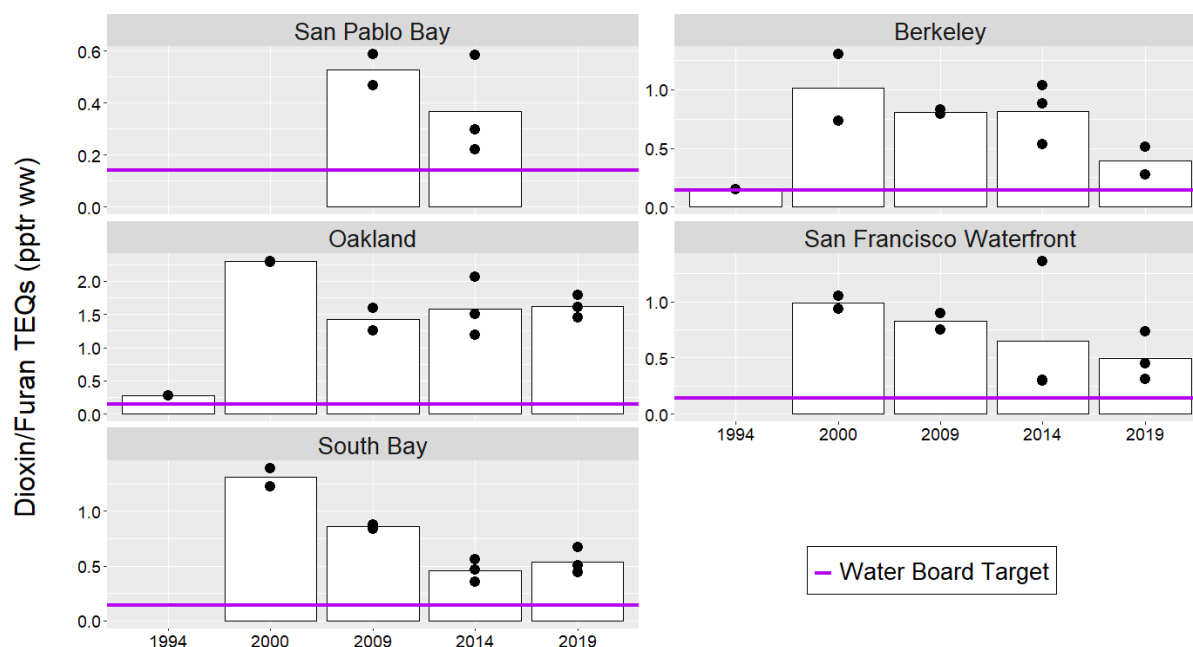 Dioxin/Furan TEQs (pptr ww)
San Pablo Bay
0.6
0.4
0.2
0.0
Berkeley
1.0
0.5
0.0
Oakland
2.0
1.5
1.0
0.5
0.0
San Francisco Waterfront
1.0
0.5
0.0
1994 2000 2009 2014 2019
South Bay
1.0
0.5
0.0
1994 2000 2009 2014 2019
Water Board Target